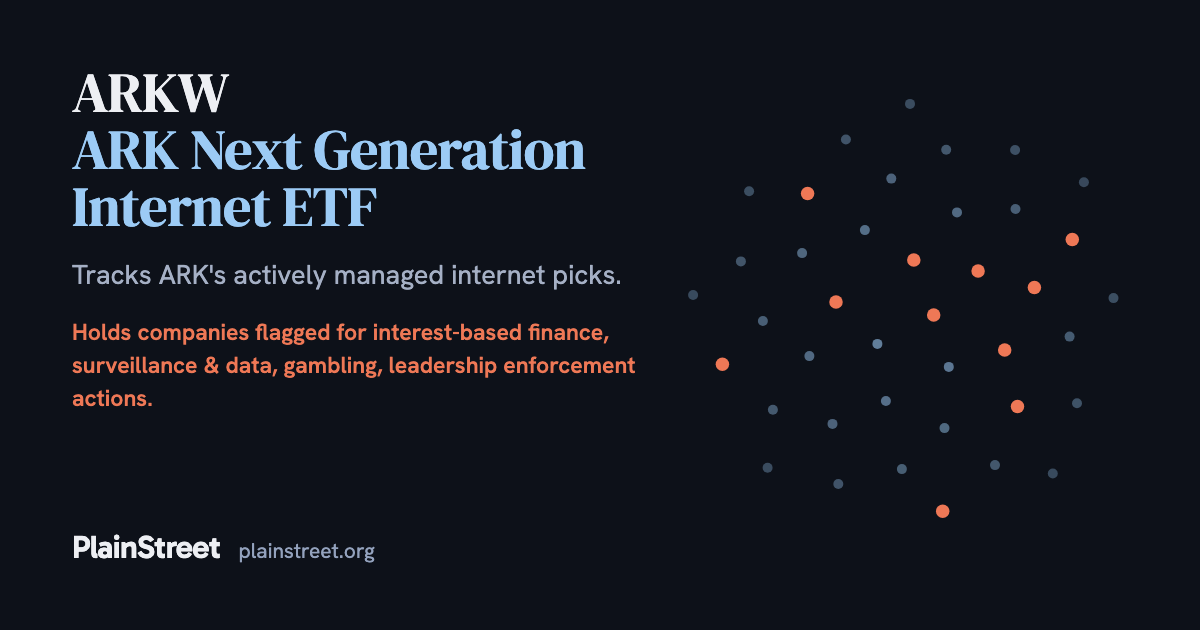 ARKW
ARK Next Generation
Internet ETF
Tracks ARK's actively managed internet picks.
Holds companies flagged for interest-based finance,
surveillance & data, gambling, leadership enforcement
actions.
PlainStreet plainstreet.org